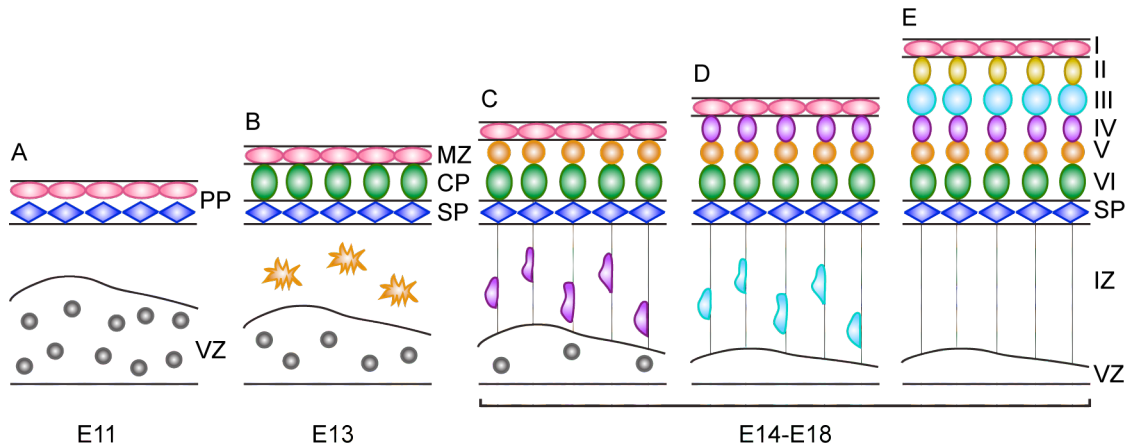 A
PP
VZ
E11
B
MZ
CP
SP
E13
C
D
E14-E18
E
I
II
III
IV
V
VI
SP
IZ
VZ